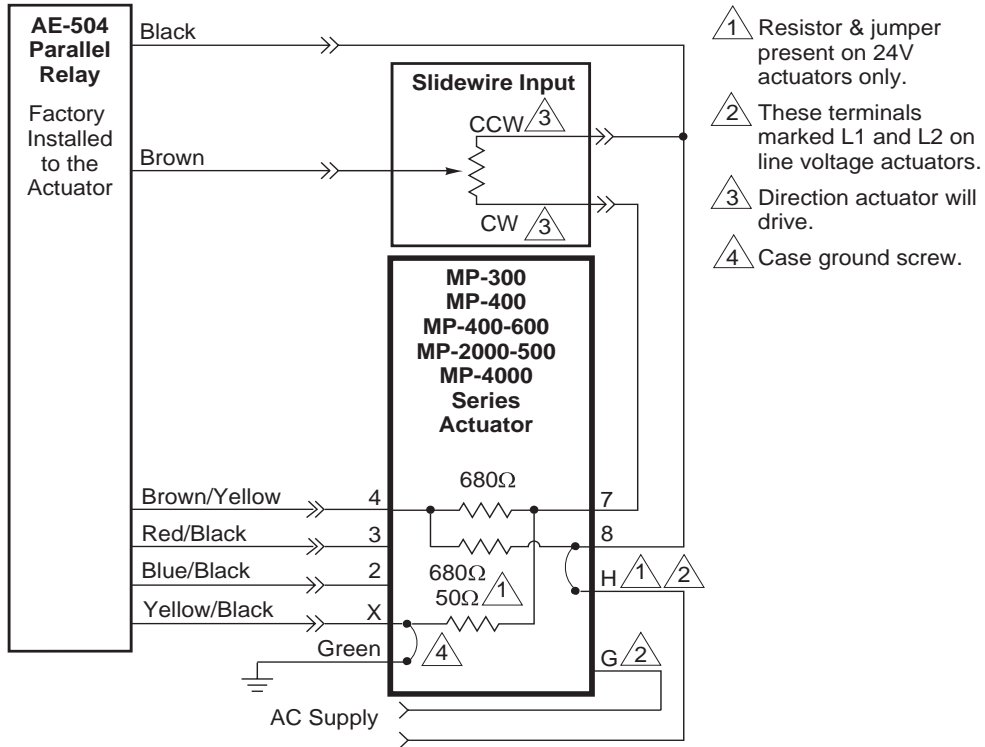 AE-504
Parallel
Relay
Factory
Installed
to the
Actuator
Black
Brown
Slidewire Input
CCW 3
CW 3
1 Resistor & jumper
present on 24V
actuators only.
2 These terminals
marked L1 and L2 on
line voltage actuators.
3 Direction actuator will
drive.
4 Case ground screw.
MP-300
MP-400
MP-400-600
MP-2000-500
MP-4000
Series
Actuator
680Ω
Brown/Yellow 4
7
Red/Black 3
8
Blue/Black 2
680Ω
H 1 2
50Ω 1
Yellow/Black X
Green 4
G 2
AC Supply